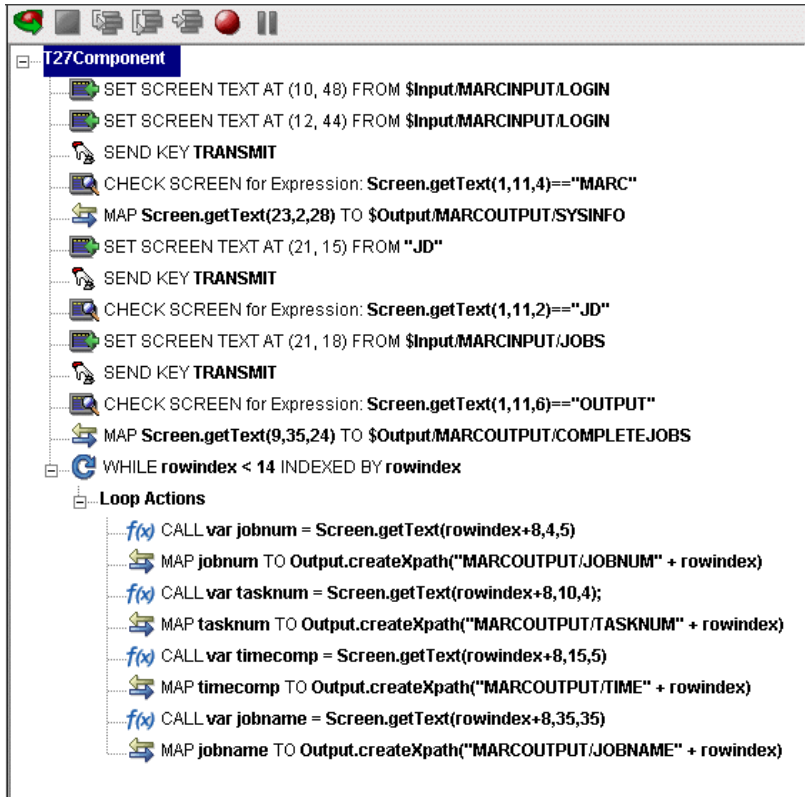 T27Component
SET SCREEN TEXT AT (10, 48) FROM $Input/MARCINPUT/LOGIN
SET SCREEN TEXT AT (12, 44) FROM $Input/MARCINPUT/LOGIN
SEND KEY TRANSMIT
CHECK SCREEN for Expression: Screen.getText(1,11,4)=="MARC"
MAP Screen.getText(23,2,28) TO $Output/MARCOUTPUT/SYSINFO
SET SCREEN TEXT AT (21, 15) FROM "JD"
SEND KEY TRANSMIT
CHECK SCREEN for Expression: Screen.getText(1,11,2)=="JD"
SET SCREEN TEXT AT (21, 18) FROM $Input/MARCINPUT/JOBS
SEND KEY TRANSMIT
CHECK SCREEN for Expression: Screen.getText(1,11,6)=="OUTPUT"
MAP Screen.getText(9,35,24) TO $Output/MARCOUTPUT/COMPLETEJOBS
WHILE rowindex < 14 INDEXED BY rowindex
Loop Actions
f(x) CALL var jobnum = Screen.getText(rowindex+8,4,5)
MAP jobnum TO Output.createXpath("MARCOUTPUT/JOBNUM" + rowindex)
f(x) CALL var tasknum = Screen.getText(rowindex+8,10,4);
MAP tasknum TO Output.createXpath("MARCOUTPUT/TASKNUM" + rowindex)
f(x) CALL var timecomp = Screen.getText(rowindex+8,15,5)
MAP timecomp TO Output.createXpath("MARCOUTPUT/TIME" + rowindex)
f(x) CALL var jobname = Screen.getText(rowindex+8,35,35)
MAP jobname TO Output.createXpath("MARCOUTPUT/JOBNAME" + rowindex)